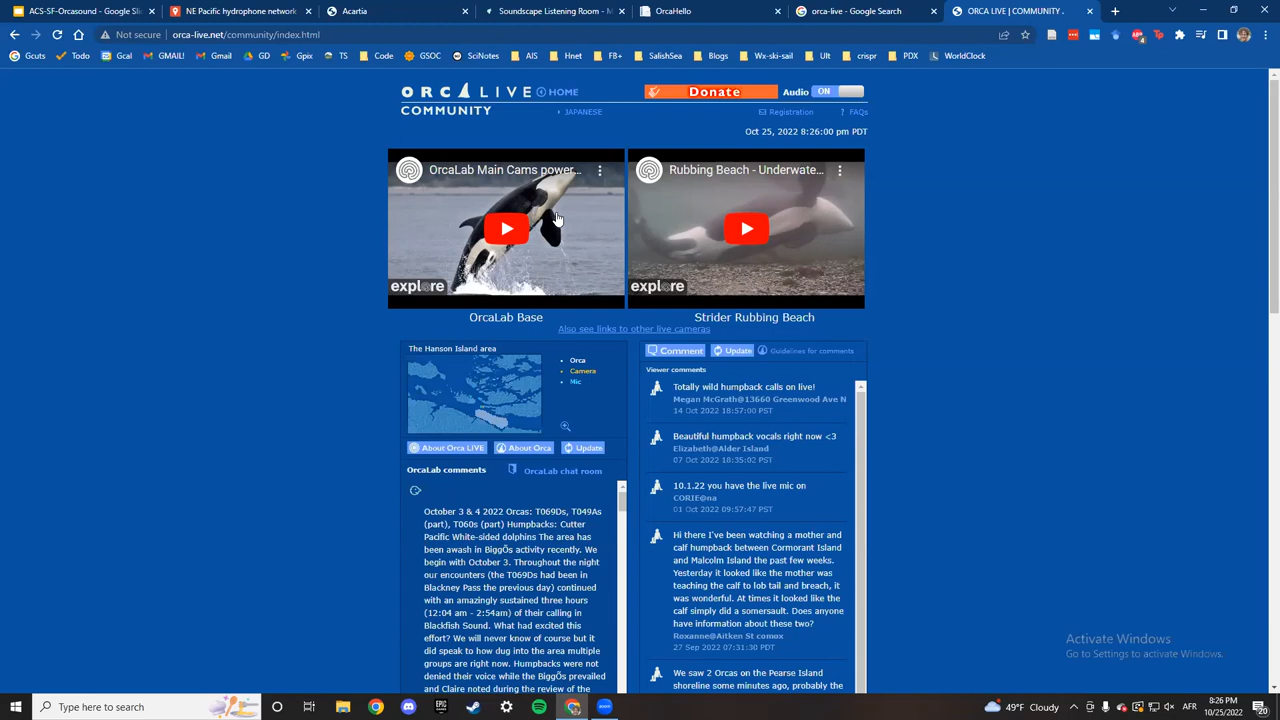 ACS-SF-Orcasound - Google Slides
NE Pacific hydrophone network
Acartia
Soundscape Listening Room - M
OrcaHello
orca-live - Google Search
ORCA LIVE | COMMUNITY .
Not secure orca-live.net/community/index.html
Gcuts Todo Gcal GMAIL! Gmail GD Gpix TS Code GSOC SciNotes AIS Hnet FB+ SalishSea Blogs Wx-ski-sail Ult crispr PDX WorldClock
ORCA LIVE HOME
COMMUNITY
JAPANESE
Donate Audio ON
Registration ? FAQs
Oct 25, 2022 8:26:00 pm PDT
OrcaLab Main Cams power...
explore
OrcaLab Base
Rubbing Beach - Underwate...
explore
Strider Rubbing Beach
Also see links to other live cameras
The Hanson Island area
Orca
Camera
Mic
About Orca LIVE About Orca Update
OrcaLab comments OrcaLab chat room
October 3 & 4 2022 Orcas: T069Ds, T049As
(part), T060s (part) Humpbacks: Cutter
Pacific White-sided dolphins The area has
been awash in BiggÕs activity recently. We
begin with October 3. Throughout the night
our encounters (the T069Ds had been in
Blackney Pass the previous day) continued
with an amazingly sustained three hours
(12:04 am - 2:54am) of their calling in
Blackfish Sound. What had excited this
effort? We will never know of course but it
did speak to how dug into the area multiple
groups are right now. Humpbacks were not
denied their voice while the BiggÕs prevailed
and Claire noted during the review of the
Comment Update Guidelines for comments
Viewer comments
Totally wild humpback calls on live!
Megan McGrath@13660 Greenwood Ave N
14 Oct 2022 18:57:00 PST
Beautiful humpback vocals right now <3
Elizabeth@Alder Island
07 Oct 2022 18:35:02 PST
10.1.22 you have the live mic on
CORIE@na
01 Oct 2022 09:57:47 PST
Hi there I've been watching a mother and
calf humpback between Cormorant Island
and Malcolm Island the past few weeks.
Yesterday it looked like the mother was
teaching the calf to lob tail and breach, it
was wonderful. At times it looked like the
calf simply did a somersault. Does anyone
have information about these two?
Roxanne@Aitken St comox
27 Sep 2022 07:31:30 PDT
We saw 2 Orcas on the Pearse Island
shoreline some minutes ago, probably the
Activate Windows
Go to Settings to activate Windows.
Type here to search
EPIC
zoom
49°F Cloudy
AFR
8:26 PM
10/25/2022